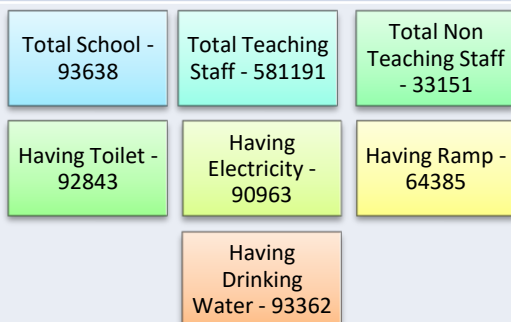 Total School -
93638
Total Teaching
Staff - 581191
Total Non
Teaching Staff
- 33151
Having Toilet -
92843
Having
Electricity -
90963
Having Ramp -
64385
Having
Drinking
Water - 93362